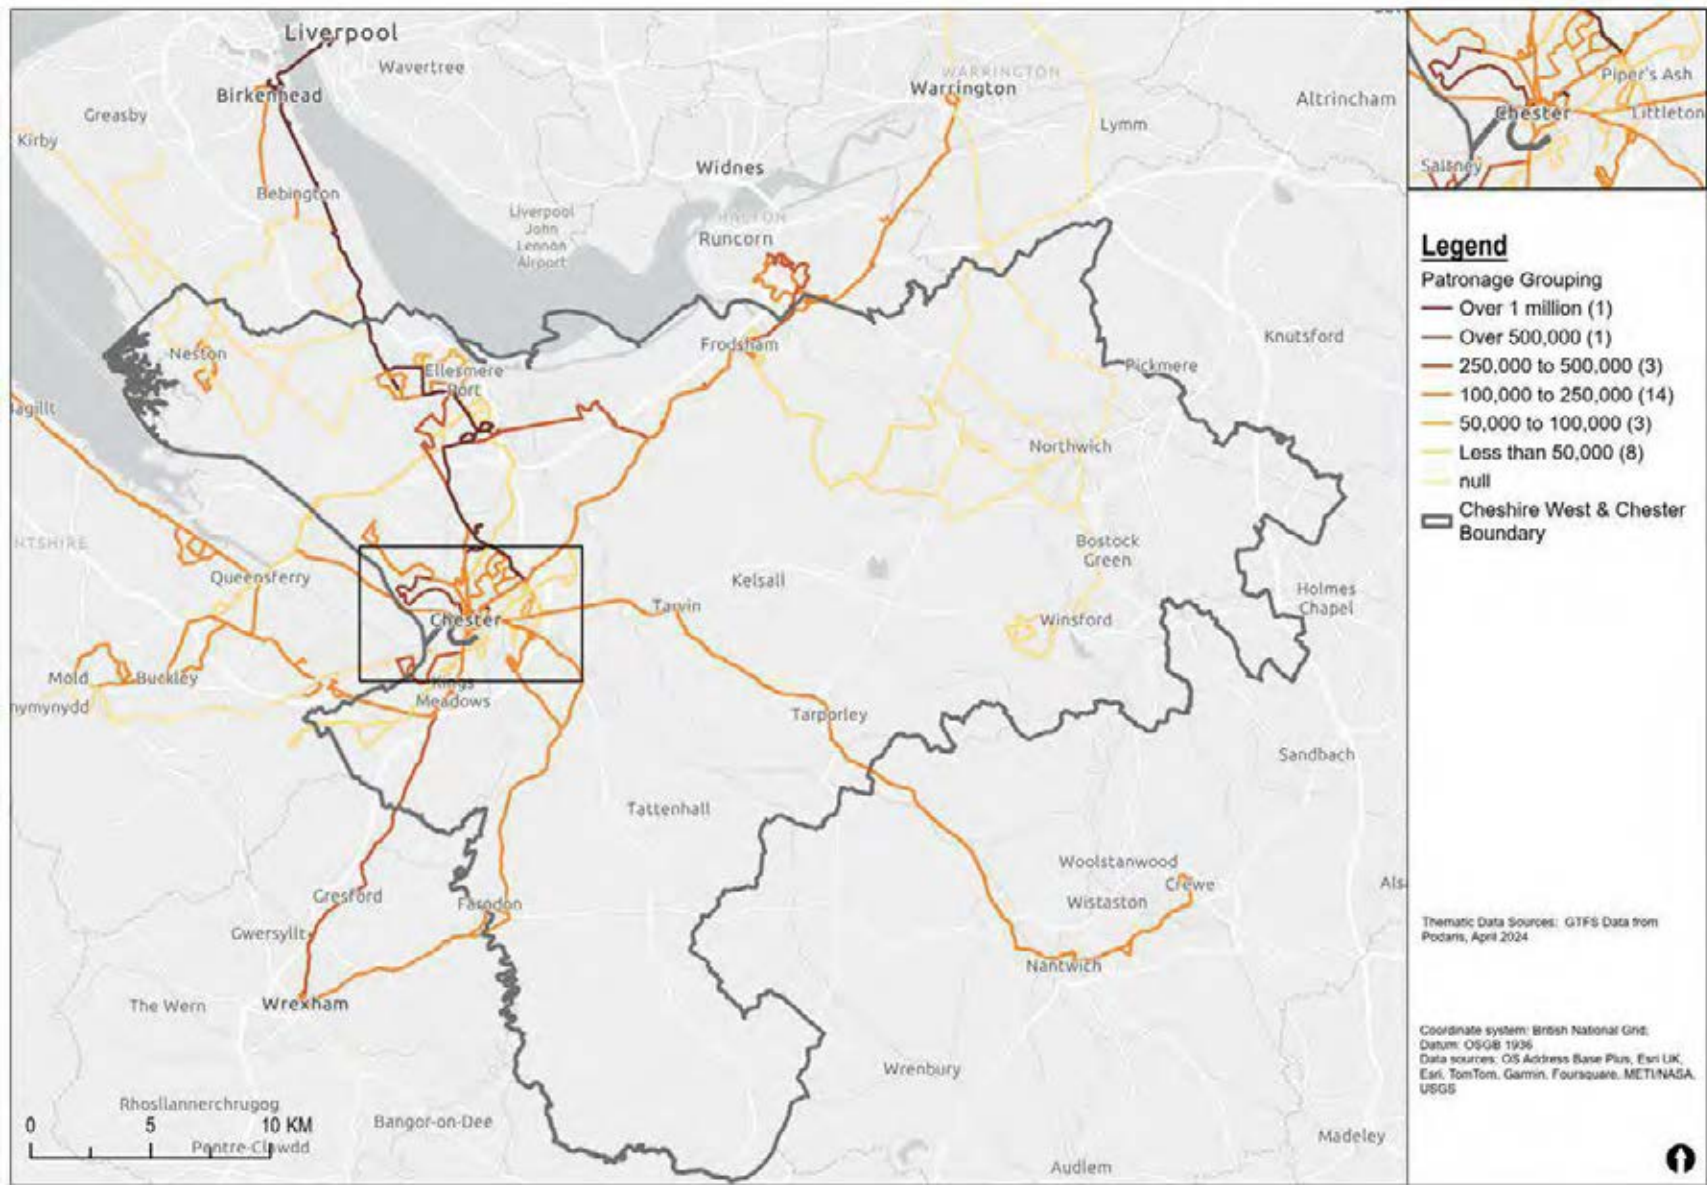 Liverpool
Wavertree
Birkenhead
Greasby
Kirby
WARRINGTON
Warrington
Altrincham
Lymm
Widnes
Bebington
Liverpool
John
Lennon
Airport
HALTON
Runcorn
Knutsford
Neston
Frodsham
Pickmere
Ellesmere
Port
agillt
Northwich
NTSHIRE
Queensferry
Bostock
Green
Kelsall
Holmes
Chapel
Tarvin
Chester
Winsford
Mold
Buckley
Kings
Meadows
nymynydd
Tarporley
Sandbach
Tattenhall
Woolstanwood
Crewe
Als
Gresford
Wistaston
Farndon
Gwersyllt
Nantwich
The Wern
Wrexham
Wrenbury
Rhosllannerchrugog
Bangor-on-Dee
0 5 10 KM
Pentre-Clawdd
Madeley
Audlem
Piper's Ash
Chester
Littleton
Saltney
Legend
Patronage Grouping
Over 1 million (1)
Over 500,000 (1)
250,000 to 500,000 (3)
100,000 to 250,000 (14)
50,000 to 100,000 (3)
Less than 50,000 (8)
null
Cheshire West & Chester
Boundary
Thematic Data Sources: GTFS Data from
Podaris, April 2024
Coordinate system: British National Grid;
Datum: OSGB 1936
Data sources: OS Address Base Plus, Esri UK,
Esri, TomTom, Garmin, Foursquare, METI/NASA,
USGS